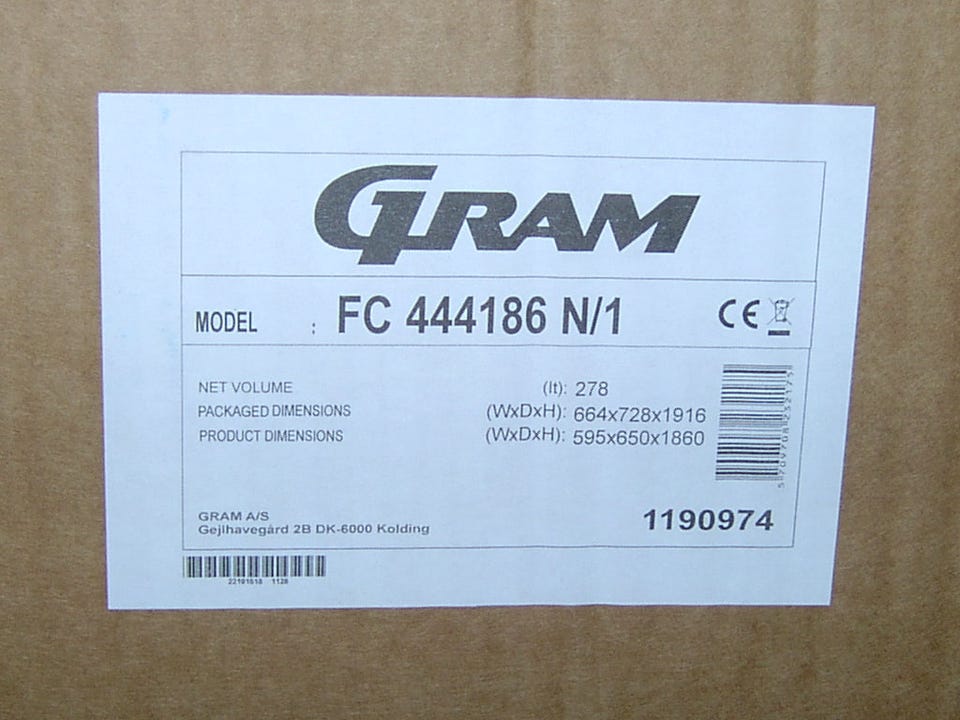 GRAM
MODEL : FC 444186 N/1 CE
NET VOLUME (lt): 278
PACKAGED DIMENSIONS (WxDxH): 664x728x1916
PRODUCT DIMENSIONS (WxDxH): 595x650x1860
GRAM A/S
Gejlhavegård 2B DK-6000 Kolding
1190974